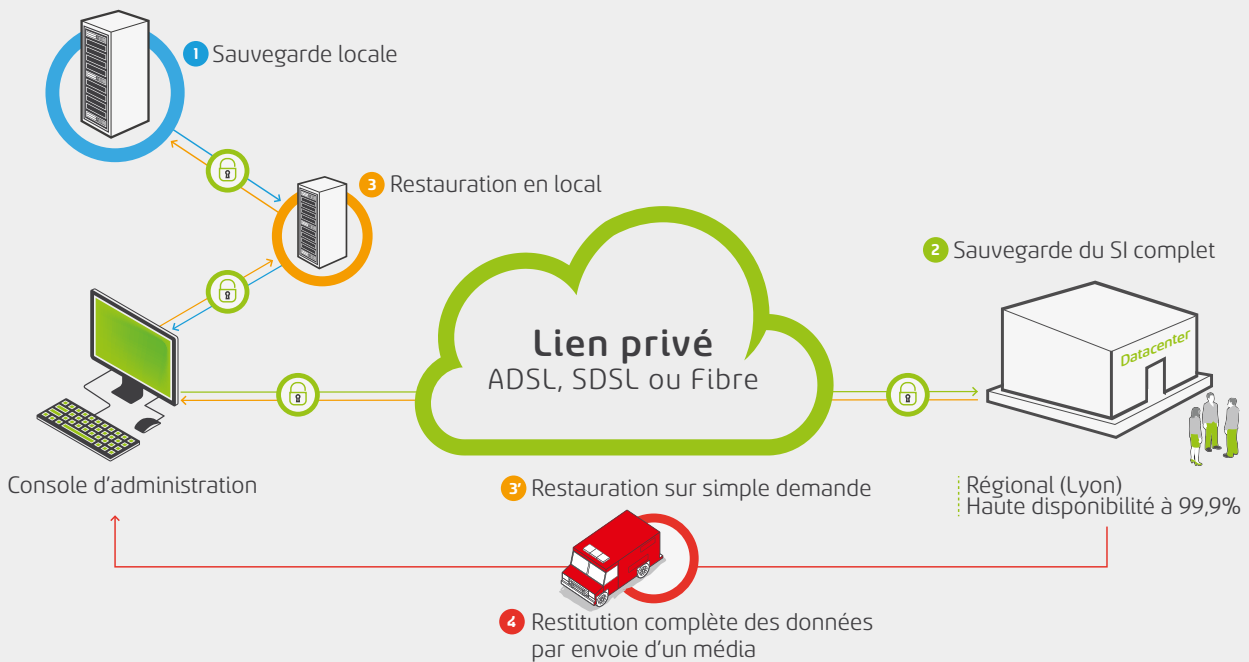 1 Sauvegarde locale
3 Restauration en local
2 Sauvegarde du SI complet
Datacenter
Lien privé
ADSL, SDSL ou Fibre
Console d'administration
3' Restauration sur simple demande
Régional (Lyon)
Haute disponibilité à 99,9%
4 Restitution complète des données
par envoie d'un média